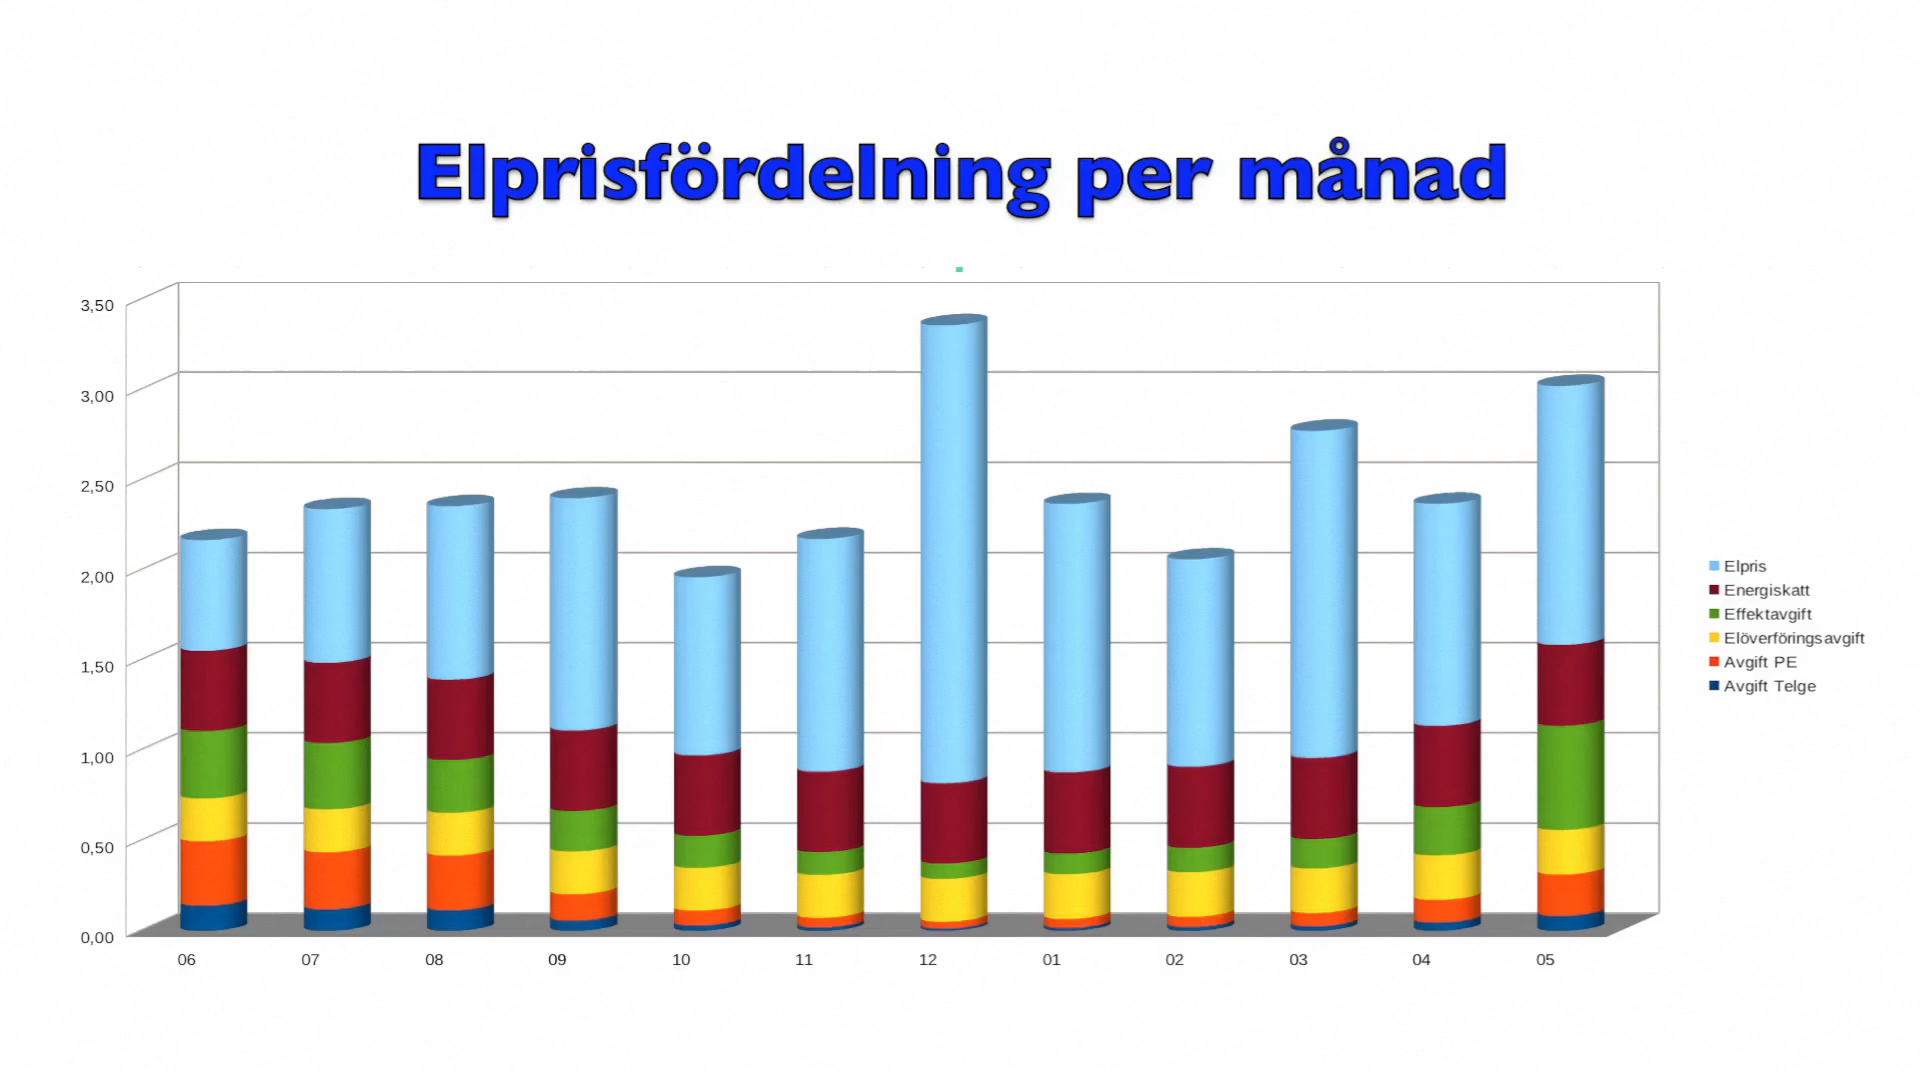 Elprisfördelning per månad
3,50
3,00
2,50
2,00
1,50
1,00
0,50
0,00
06 07 08 09 10 11 12 01 02 03 04 05
Elpris
Energiskatt
Effektavgift
Elöverföringsavgift
Avgift PE
Avgift Telge